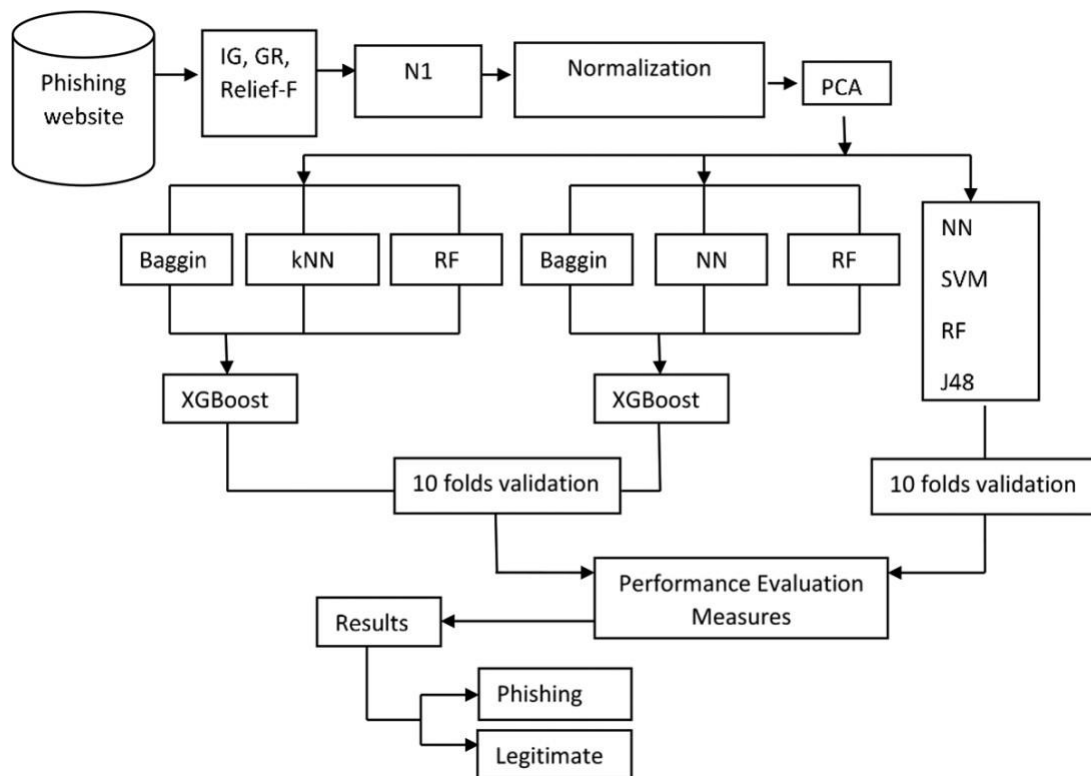 Phishing
website
IG, GR,
Relief-F
N1
Normalization
PCA
Baggin
kNN
RF
Baggin
NN
RF
NN
SVM
RF
J48
XGBoost
XGBoost
10 folds validation
10 folds validation
Performance Evaluation
Measures
Results
Phishing
Legitimate